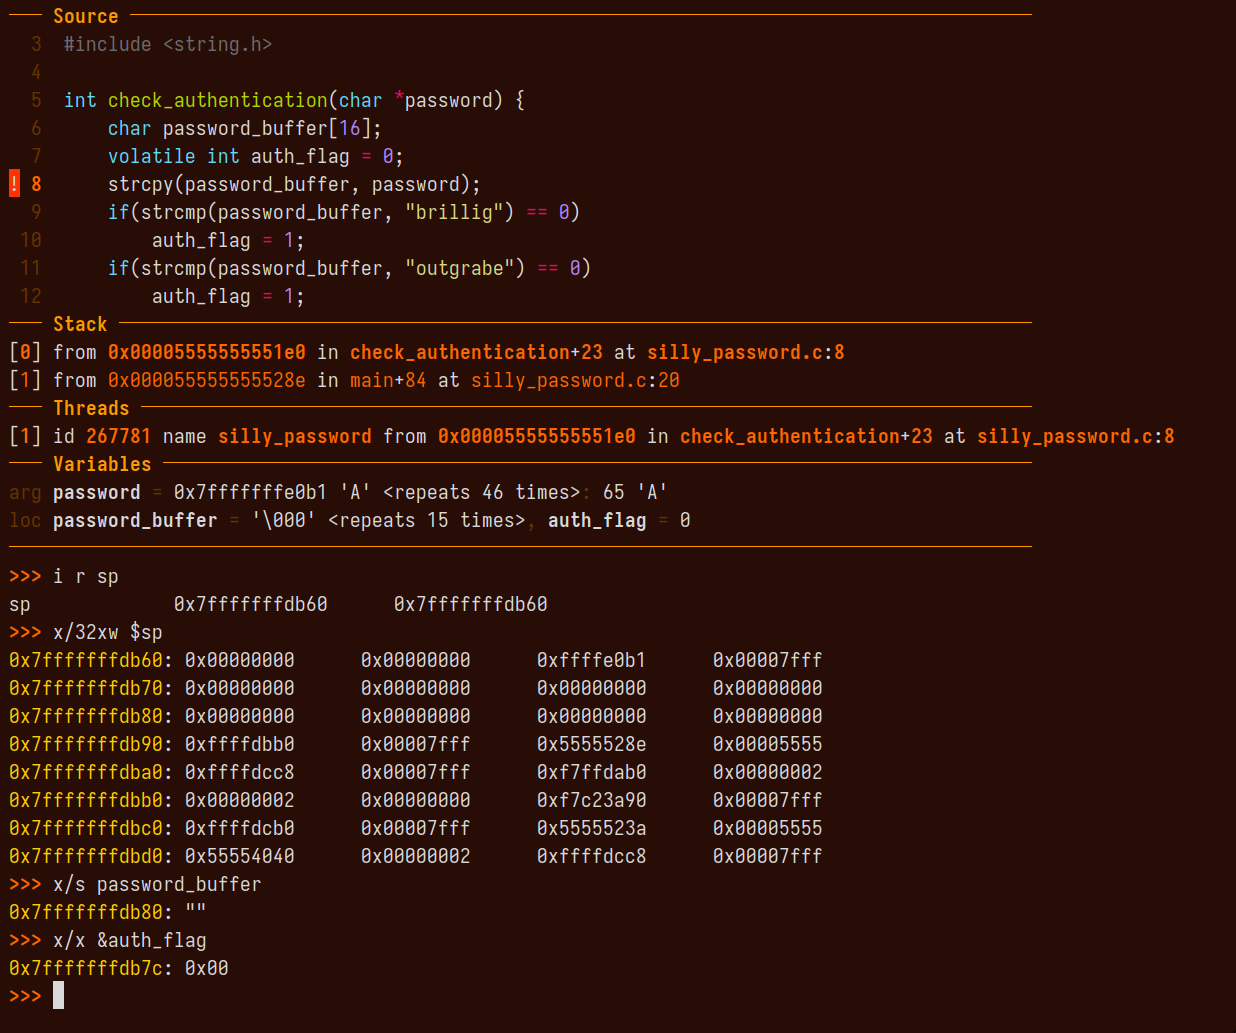 Source
3 #include <string.h>
4
5 int check_authentication(char *password) {
6 char password_buffer[16];
7 volatile int auth_flag = 0;
! 8 strcpy(password_buffer, password);
9 if(strcmp(password_buffer, "brillig") == 0)
10 auth_flag = 1;
11 if(strcmp(password_buffer, "outgrabe") == 0)
12 auth_flag = 1;
Stack
[0] from 0x00005555555551e0 in check_authentication+23 at silly_password.c:8
[1] from 0x000055555555528e in main+84 at silly_password.c:20
Threads
[1] id 267781 name silly_password from 0x00005555555551e0 in check_authentication+23 at silly_password.c:8
Variables
arg password = 0x7fffffffe0b1 'A' <repeats 46 times>: 65 'A'
loc password_buffer = '\000' <repeats 15 times>, auth_flag = 0
>>> i r sp
sp 0x7fffffffdb60 0x7fffffffdb60
>>> x/32xw $sp
0x7fffffffdb60: 0x00000000 0x00000000 0xffffe0b1 0x00007fff
0x7fffffffdb70: 0x00000000 0x00000000 0x00000000 0x00000000
0x7fffffffdb80: 0x00000000 0x00000000 0x00000000 0x00000000
0x7fffffffdb90: 0xffffdbb0 0x00007fff 0x5555528e 0x00005555
0x7fffffffdba0: 0xffffdcc8 0x00007fff 0xf7ffdab0 0x00000002
0x7fffffffdbb0: 0x00000002 0x00000000 0xf7c23a90 0x00007fff
0x7fffffffdbc0: 0xffffdcb0 0x00007fff 0x5555523a 0x00005555
0x7fffffffdbd0: 0x55554040 0x00000002 0xffffdcc8 0x00007fff
>>> x/s password_buffer
0x7fffffffdb80: ""
>>> x/x &auth_flag
0x7fffffffdb7c: 0x00
>>>